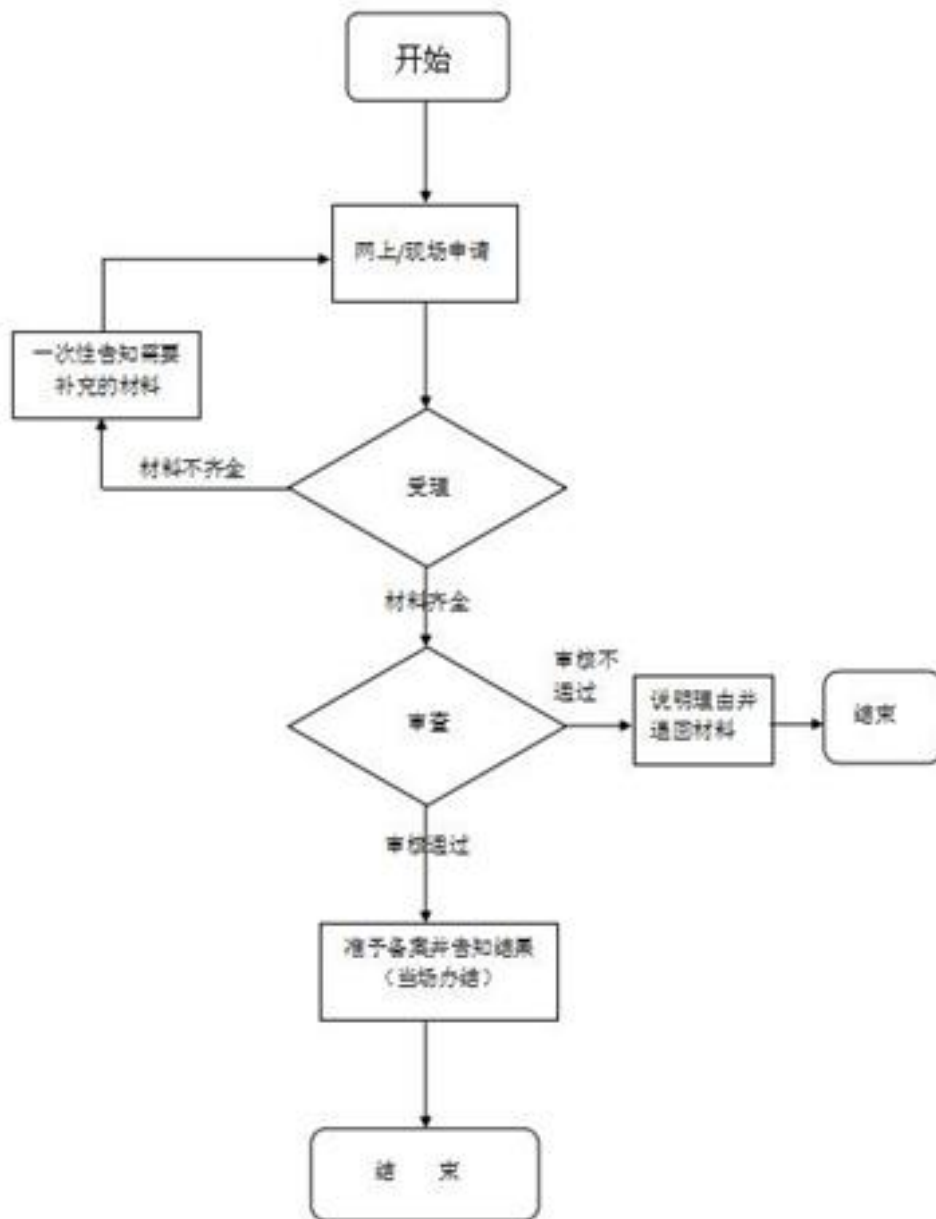 开始
网上/现场申请
一次性告知需要
补充的材料
材料不齐全
受理
材料齐全
审核不
通过
审查
说明理由并
退回材料
结束
审核通过
准予备案并告知结果
（当场办结）
结 束